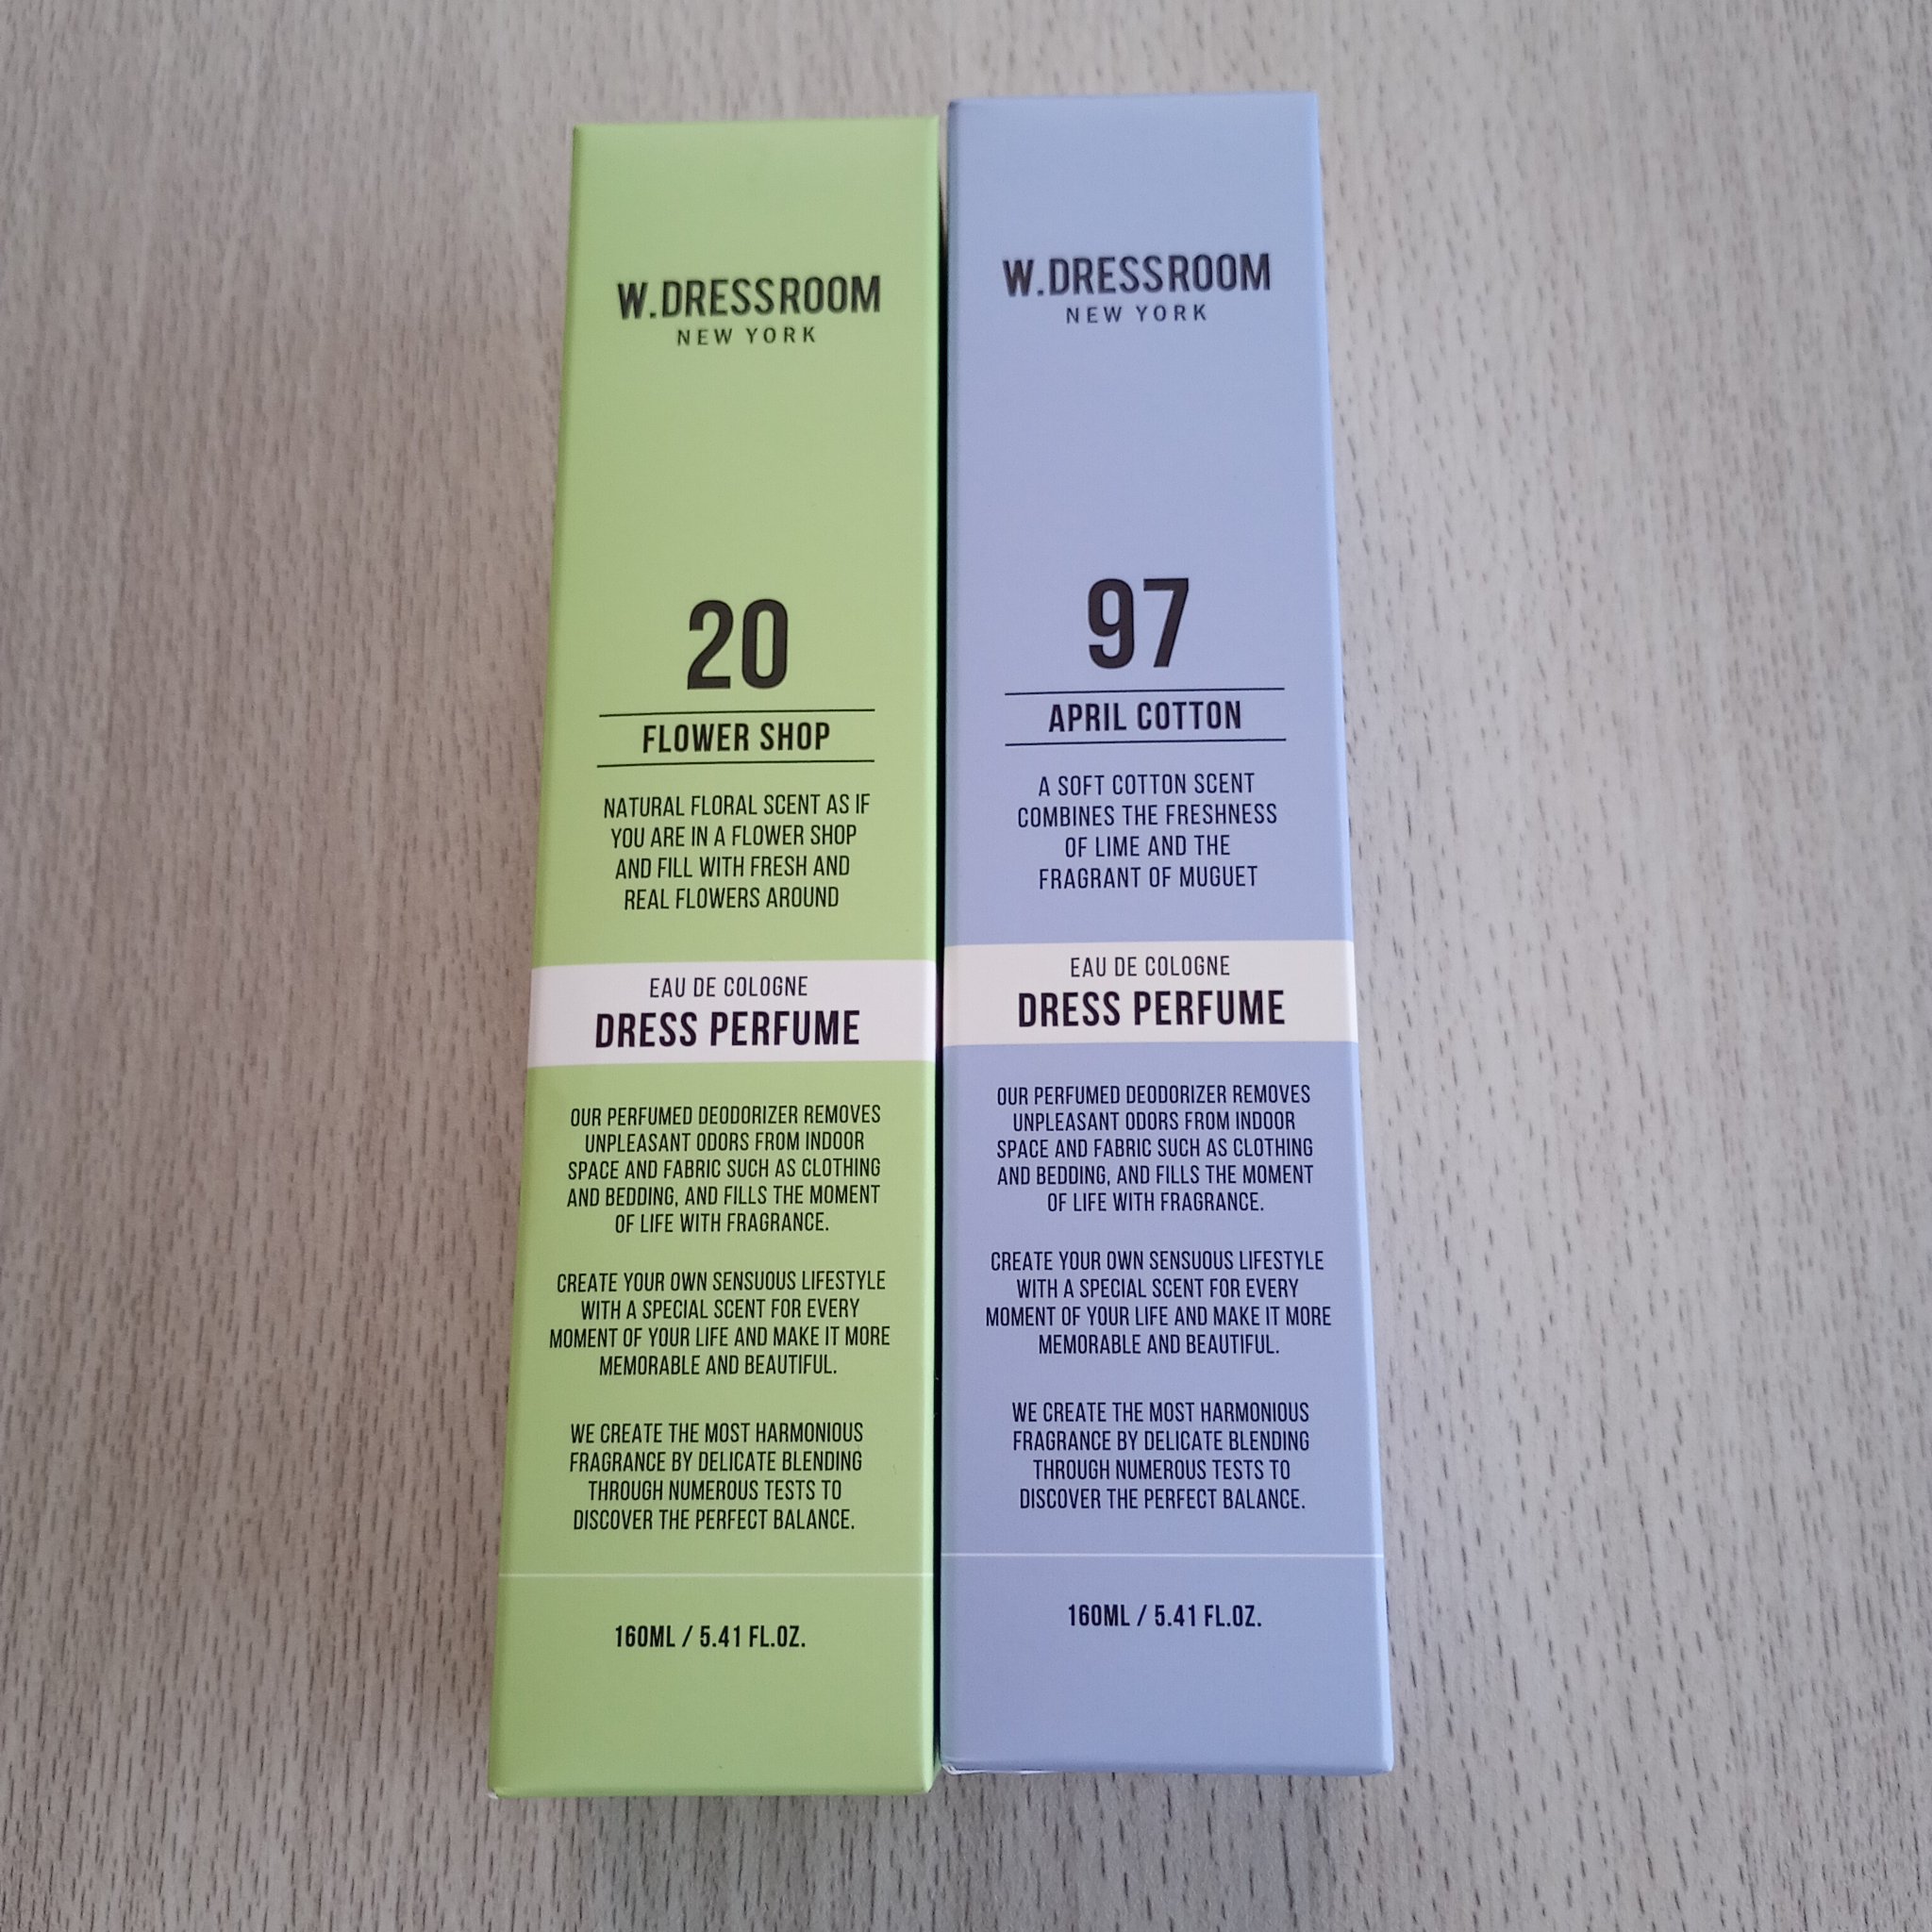 W.DRESSROOM
NEW YORK
20
FLOWER SHOP
NATURAL FLORAL SCENT AS IF
YOU ARE IN A FLOWER SHOP
AND FILL WITH FRESH AND
REAL FLOWERS AROUND
EAU DE COLOGNE
DRESS PERFUME
OUR PERFUMED DEODORIZER REMOVES
UNPLEASANT ODORS FROM INDOOR
SPACE AND FABRIC SUCH AS CLOTHING
AND BEDDING, AND FILLS THE MOMENT
OF LIFE WITH FRAGRANCE.
CREATE YOUR OWN SENSUOUS LIFESTYLE
WITH A SPECIAL SCENT FOR EVERY
MOMENT OF YOUR LIFE AND MAKE IT MORE
MEMORABLE AND BEAUTIFUL.
WE CREATE THE MOST HARMONIOUS
FRAGRANCE BY DELICATE BLENDING
THROUGH NUMEROUS TESTS TO
DISCOVER THE PERFECT BALANCE.
160ML / 5.41 FL.OZ.
W.DRESSROOM
NEW YORK
97
APRIL COTTON
A SOFT COTTON SCENT
COMBINES THE FRESHNESS
OF LIME AND THE
FRAGRANT OF MUGUET
EAU DE COLOGNE
DRESS PERFUME
OUR PERFUMED DEODORIZER REMOVES
UNPLEASANT ODORS FROM INDOOR
SPACE AND FABRIC SUCH AS CLOTHING
AND BEDDING, AND FILLS THE MOMENT
OF LIFE WITH FRAGRANCE.
CREATE YOUR OWN SENSUOUS LIFESTYLE
WITH A SPECIAL SCENT FOR EVERY
MOMENT OF YOUR LIFE AND MAKE IT MORE
MEMORABLE AND BEAUTIFUL.
WE CREATE THE MOST HARMONIOUS
FRAGRANCE BY DELICATE BLENDING
THROUGH NUMEROUS TESTS TO
DISCOVER THE PERFECT BALANCE.
160ML / 5.41 FL.OZ.